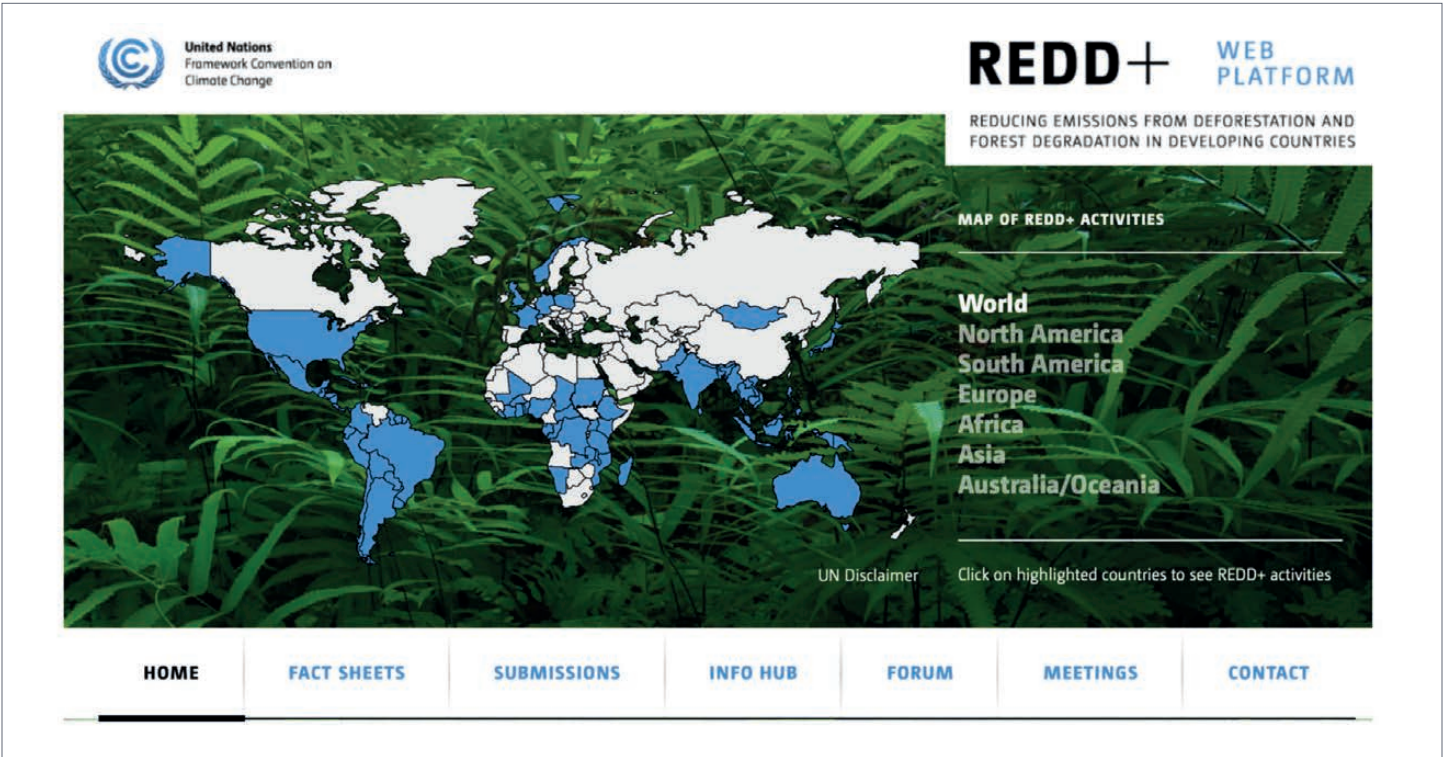 United Nations
Framework Convention on
Climate Change
REDD+
WEB
PLATFORM
REDUCING EMISSIONS FROM DEFORESTATION AND
FOREST DEGRADATION IN DEVELOPING COUNTRIES
MAP OF REDD+ ACTIVITIES
World
North America
South America
Europe
Africa
Asia
Australia/Oceania
UN Disclaimer
Click on highlighted countries to see REDD+ activities
HOME
FACT SHEETS
SUBMISSIONS
INFO HUB
FORUM
MEETINGS
CONTACT